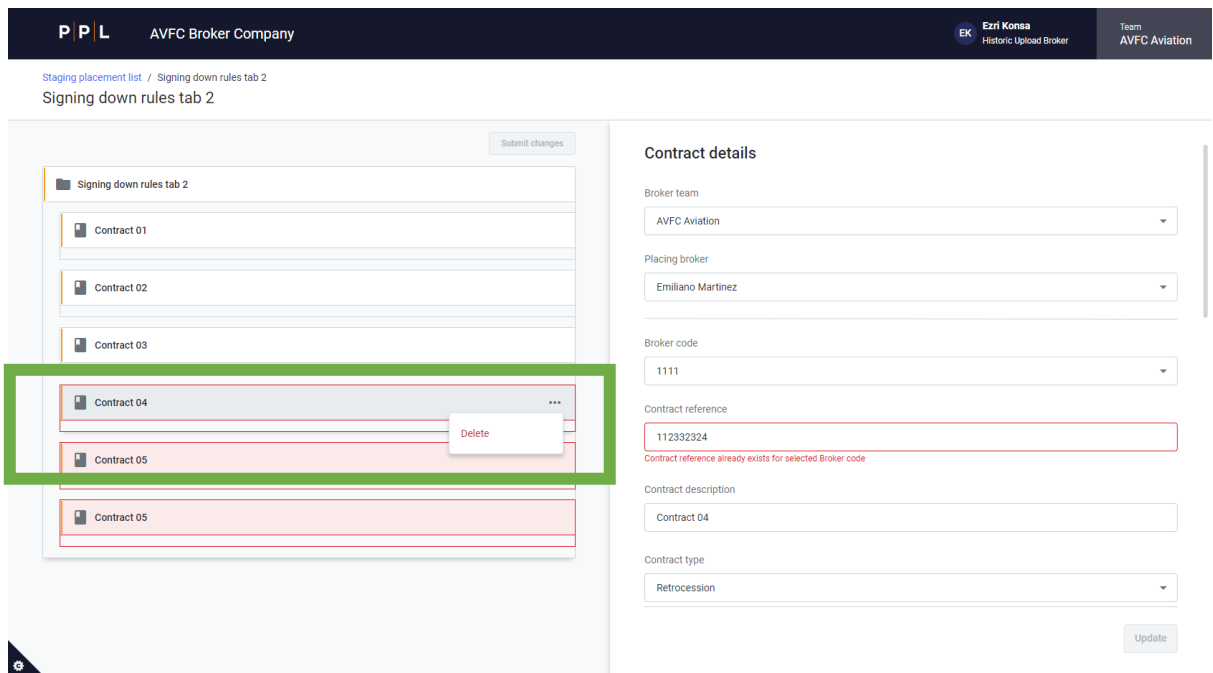 PPL AVFC Broker Company
EK Ezri Konsa
Historic Upload Broker
Team
AVFC Aviation
Staging placement list / Signing down rules tab 2
Signing down rules tab 2
Submit changes
Signing down rules tab 2
Contract 01
Contract 02
Contract 03
Contract 04 •••
Delete
Contract 05
Contract 05
Contract details
Broker team
AVFC Aviation
Placing broker
Emiliano Martinez
Broker code
1111
Contract reference
112332324
Contract reference already exists for selected Broker code
Contract description
Contract 04
Contract type
Retrocession
Update